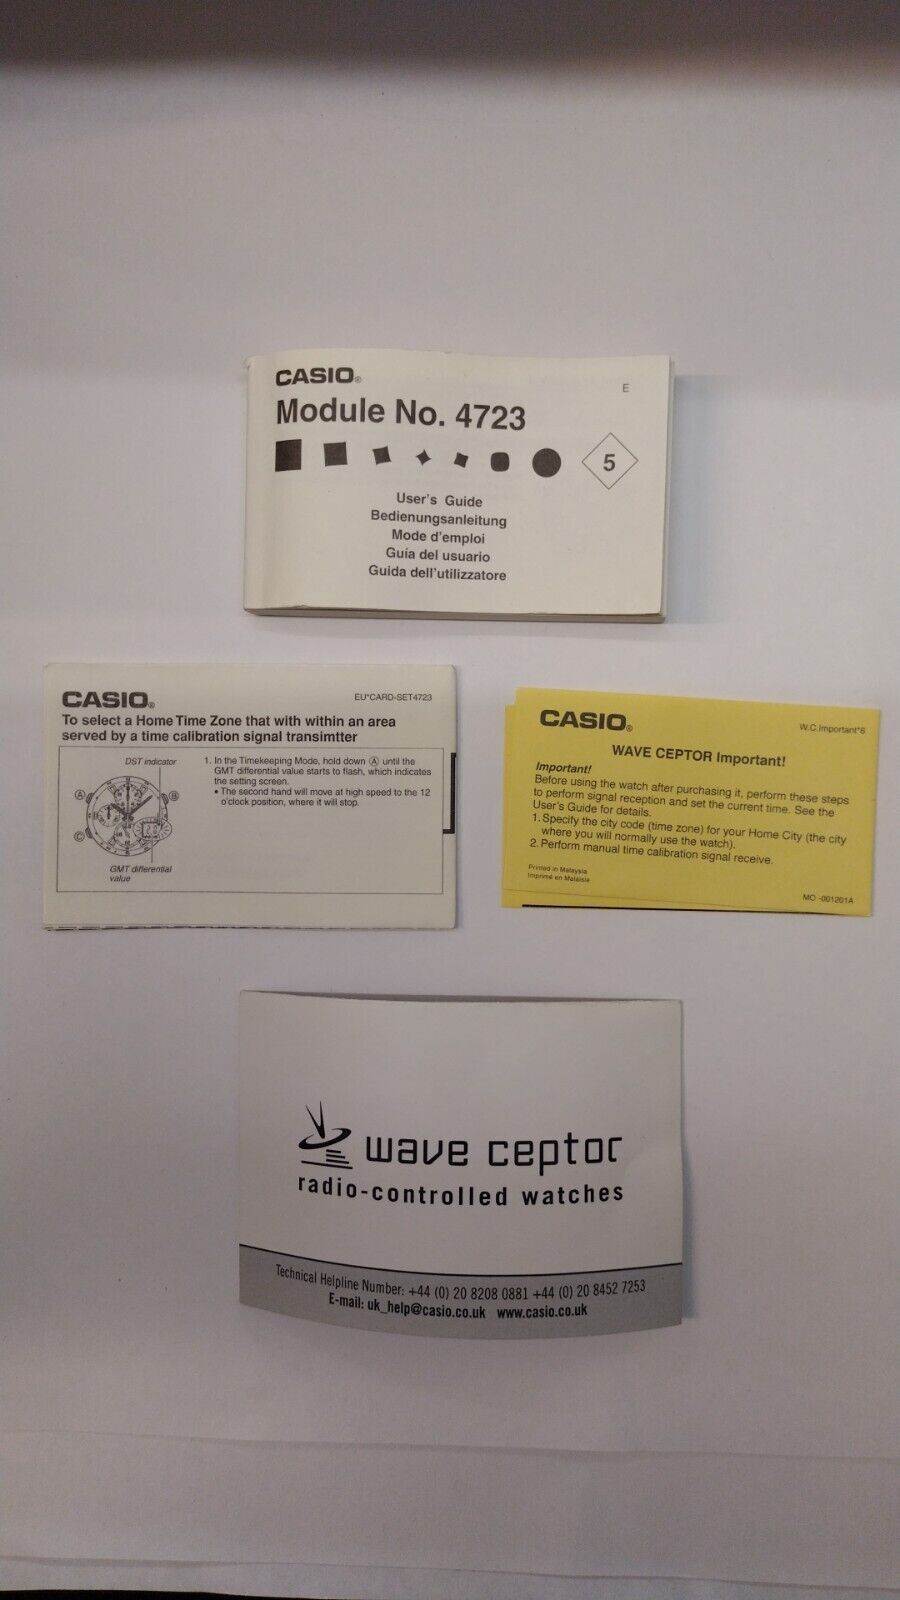 CASIO®
E
Module No. 4723
5
User's Guide
Bedienungsanleitung
Mode d'emploi
Guía del usuario
Guida dell'utilizzatore
CASIO®
EU*CARD-SET4723
To select a Home Time Zone that with within an area
served by a time calibration signal transimtter
DST indicator
A
B
C
GMT differential
value
1. In the Timekeeping Mode, hold down Ⓐ until the
GMT differential value starts to flash, which indicates
the setting screen.
• The second hand will move at high speed to the 12
o'clock position, where it will stop.
CASIO®
W.C.Important*6
WAVE CEPTOR Important!
Important!
Before using the watch after purchasing it, perform these steps
to perform signal reception and set the current time. See the
User's Guide for details.
1. Specify the city code (time zone) for your Home City (the city
where you will normally use the watch).
2. Perform manual time calibration signal receive.
Printed in Malaysia
Imprimé en Malaisie
MO -001201A
wave ceptor
radio-controlled watches
Technical Helpline Number: +44 (0) 20 8208 0881 +44 (0) 20 8452 7253
E-mail: uk_help@casio.co.uk www.casio.co.uk